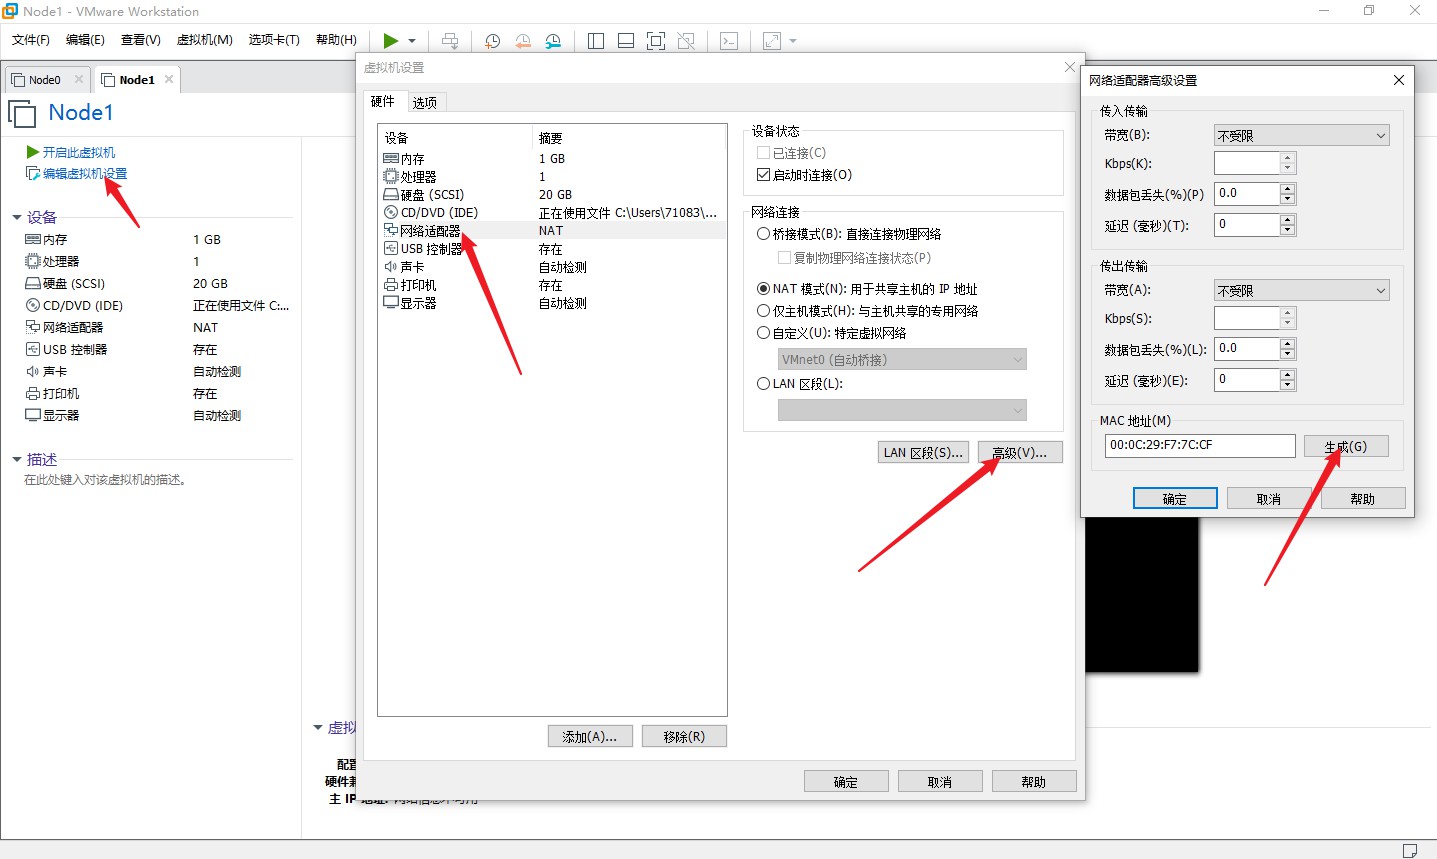 Node1 - VMware Workstation
文件(F) 编辑(E) 查看(V) 虚拟机(M) 选项卡(T) 帮助(H)
Node0
Node1
Node1
开启此虚拟机
编辑虚拟机设置
设备
内存 1 GB
处理器 1
硬盘 (SCSI) 20 GB
CD/DVD (IDE) 正在使用文件 C:...
网络适配器 NAT
USB 控制器 存在
声卡 自动检测
打印机 存在
显示器 自动检测
描述
在此处键入对该虚拟机的描述。
虚拟
配置
硬件
主 IP
虚拟机设置
硬件 选项
设备 摘要
内存 1 GB
处理器 1
硬盘 (SCSI) 20 GB
CD/DVD (IDE) 正在使用文件 C:\Users\71083\...
网络适配器 NAT
USB 控制器 存在
声卡 自动检测
打印机 存在
显示器 自动检测
添加(A)... 移除(R)
设备状态
已连接(C)
启动时连接(O)
网络连接
桥接模式(B): 直接连接物理网络
复制物理网络连接状态(P)
NAT 模式(N): 用于共享主机的 IP 地址
仅主机模式(H): 与主机共享的专用网络
自定义(U): 特定虚拟网络
VMnet0 (自动桥接)
LAN 区段(L):
LAN 区段(S)... 高级(V)...
确定 取消 帮助
网络适配器高级设置
传入传输
带宽(B): 不受限
Kbps(K):
数据包丢失(%)(P) 0.0
延迟 (毫秒)(T): 0
传出传输
带宽(A): 不受限
Kbps(S):
数据包丢失(%)(L): 0.0
延迟 (毫秒)(E): 0
MAC 地址(M)
00:0C:29:F7:7C:CF 生成(G)
确定 取消 帮助